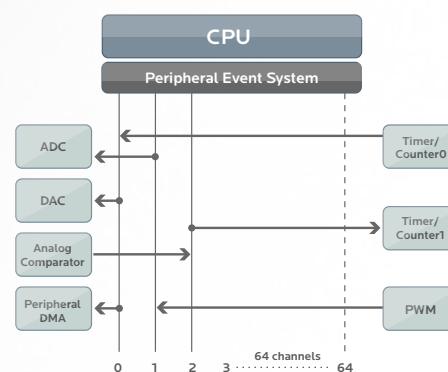 CPU
Peripheral Event System
ADC
Timer/
Counter0
DAC
Analog
Comparator
Timer/
Counter1
Peripheral
DMA
PWM
64 channels
0 1 2 3 ............... 64